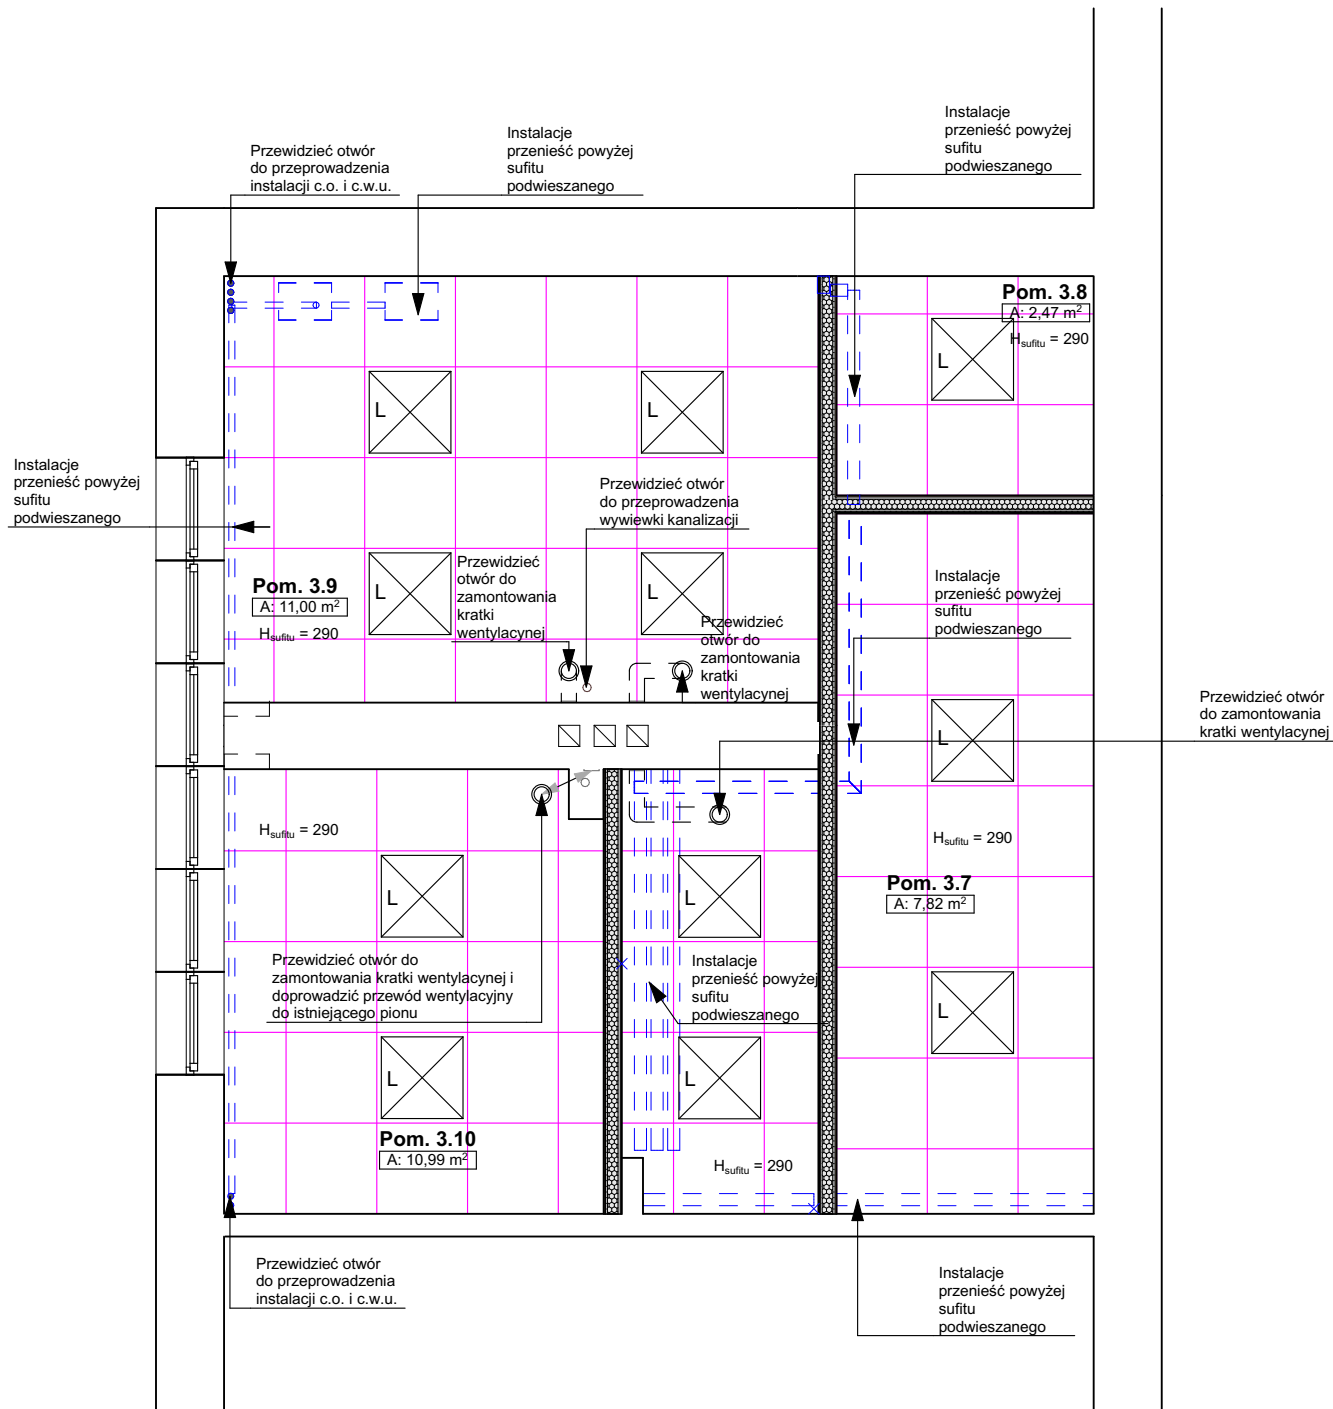 Instalacje
przenieść powyżej
sufitu
podwieszanego
Instalacje
przenieść powyżej
sufitu
podwieszanego
Przewidzieć otwór
do przeprowadzenia
instalacji c.o. i c.w.u.
Pom. 3.8
A: 2,47 m²
Hsufitu = 290
L
L
L
Instalacje
przenieść powyżej
sufitu
podwieszanego
Przewidzieć otwór
do przeprowadzenia
wywiewki kanalizacji
Przewidzieć
otwór do
zamontowania
kratki
wentylacynej
Pom. 3.9
A: 11,00 m²
Hsufitu = 290
L
L
Przewidzieć
otwór do
zamontowania
kratki
wentylacynej
Instalacje
przenieść powyżej
sufitu
podwieszanego
Przewidzieć otwór
do zamontowania
kratki wentylacynej
L
Hsufitu = 290
Hsufitu = 290
Pom. 3.7
A: 7,82 m²
L
L
Przewidzieć otwór do
zamontowania kratki wentylacynej i
doprowadzić przewód wentylacyjny
do istniejącego pionu
Instalacje
przenieść powyżej
sufitu
podwieszanego
L
L
L
Pom. 3.10
A: 10,99 m²
Hsufitu = 290
Przewidzieć otwór
do przeprowadzenia
instalacji c.o. i c.w.u.
Instalacje
przenieść powyżej
sufitu
podwieszanego